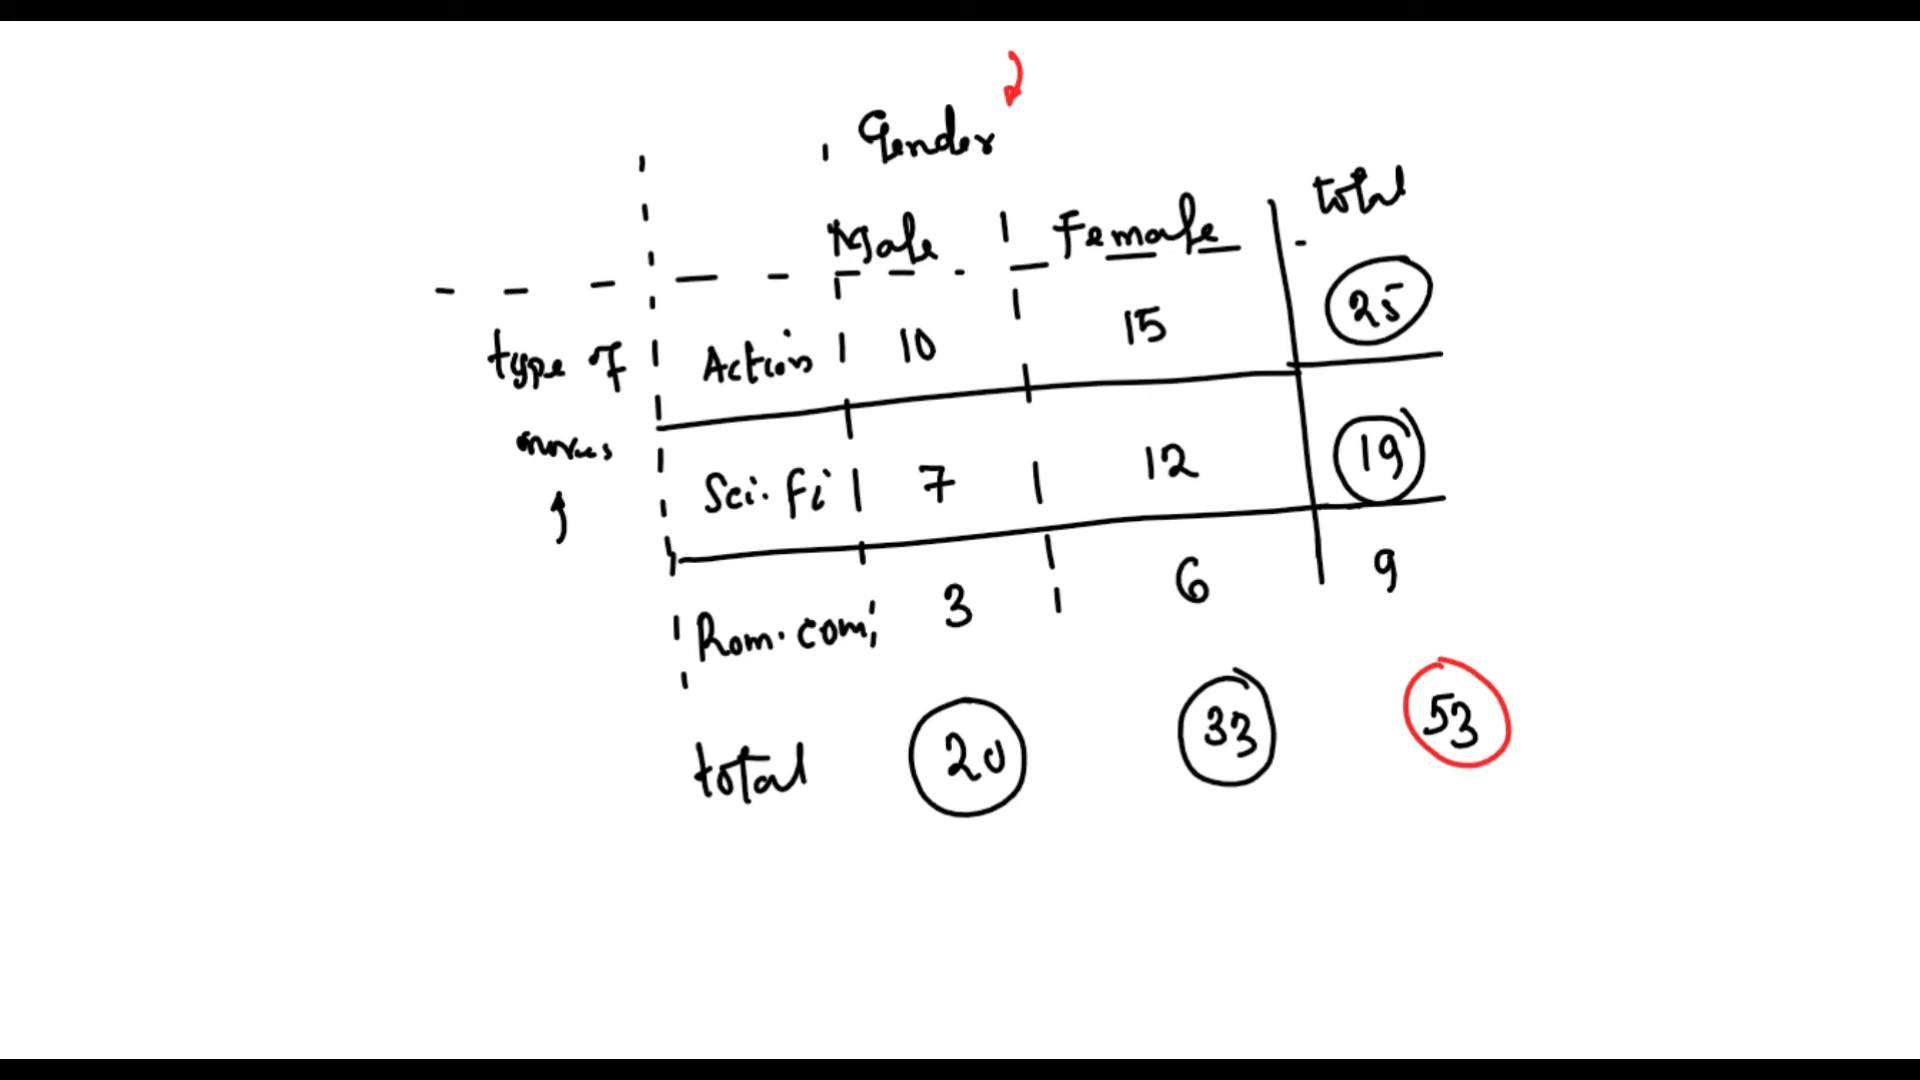 Gender
Male Female total
type of Action 10 15 25
movies Sci-Fi 7 12 19
Rom.com 3 6 9
total 20 33 53